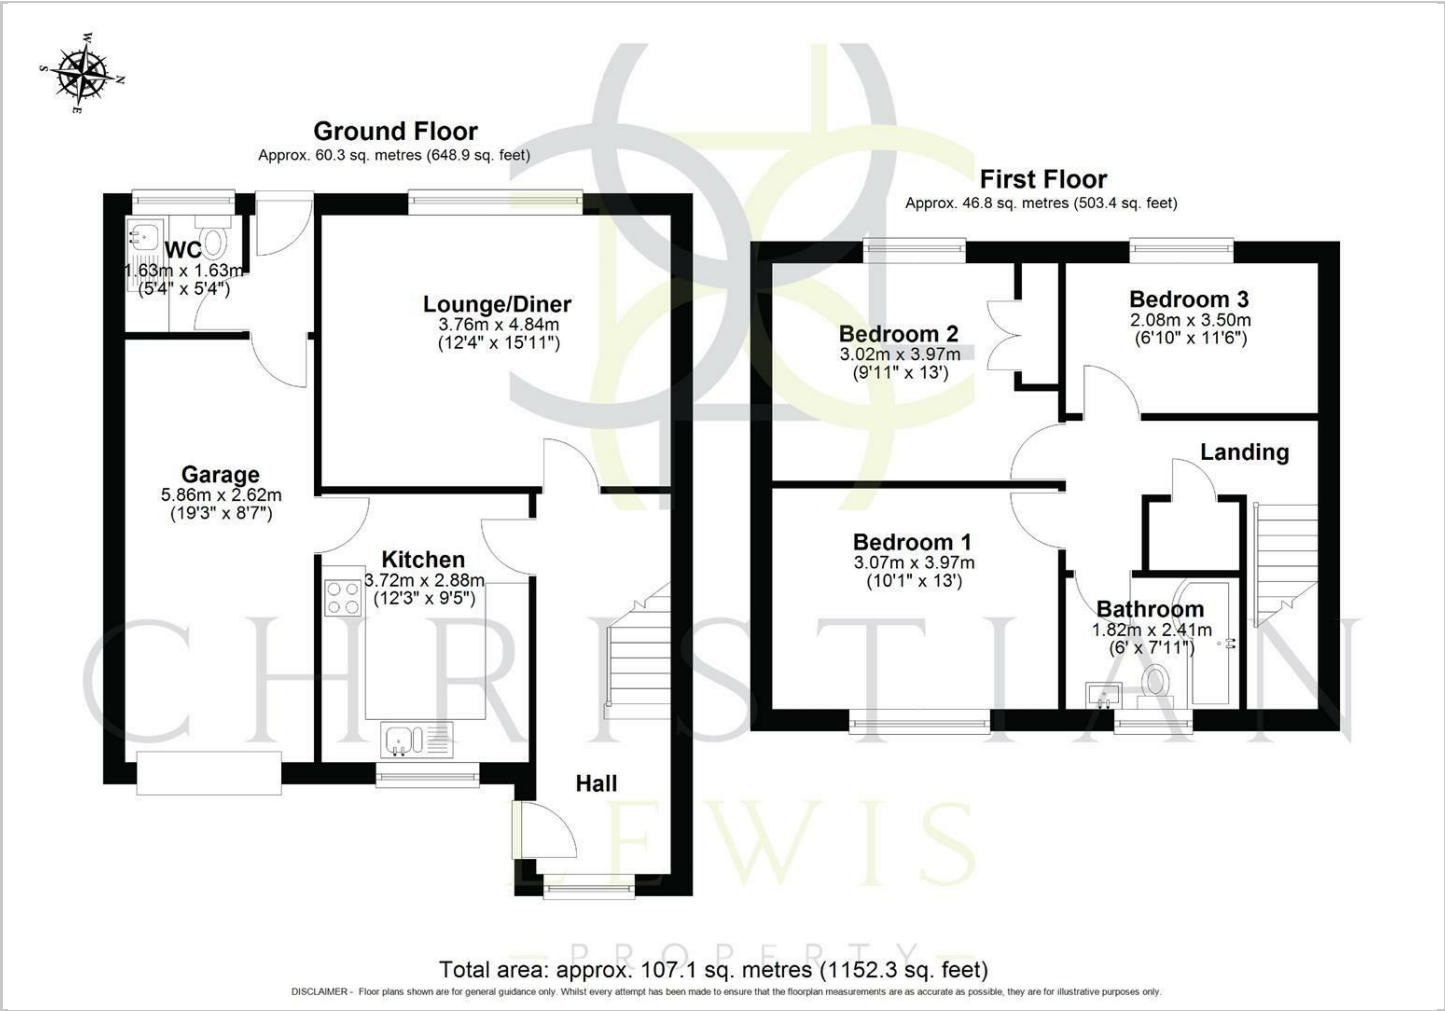 W
S
N
E
Ground Floor
Approx. 60.3 sq. metres (648.9 sq. feet)
First Floor
Approx. 46.8 sq. metres (503.4 sq. feet)
WC
1.63m x 1.63m
(5'4" x 5'4")
Lounge/Diner
3.76m x 4.84m
(12'4" x 15'11")
Garage
5.86m x 2.62m
(19'3" x 8'7")
Kitchen
3.72m x 2.88m
(12'3" x 9'5")
Hall
Bedroom 2
3.02m x 3.97m
(9'11" x 13')
Bedroom 3
2.08m x 3.50m
(6'10" x 11'6")
Landing
Bedroom 1
3.07m x 3.97m
(10'1" x 13')
Bathroom
1.82m x 2.41m
(6' x 7'11")
CHRISTIAN
LEWIS
PROPERTY
Total area: approx. 107.1 sq. metres (1152.3 sq. feet)
DISCLAIMER - Floor plans shown are for general guidance only. Whilst every attempt has been made to ensure that the floorplan measurements are as accurate as possible, they are for illustrative purposes only.